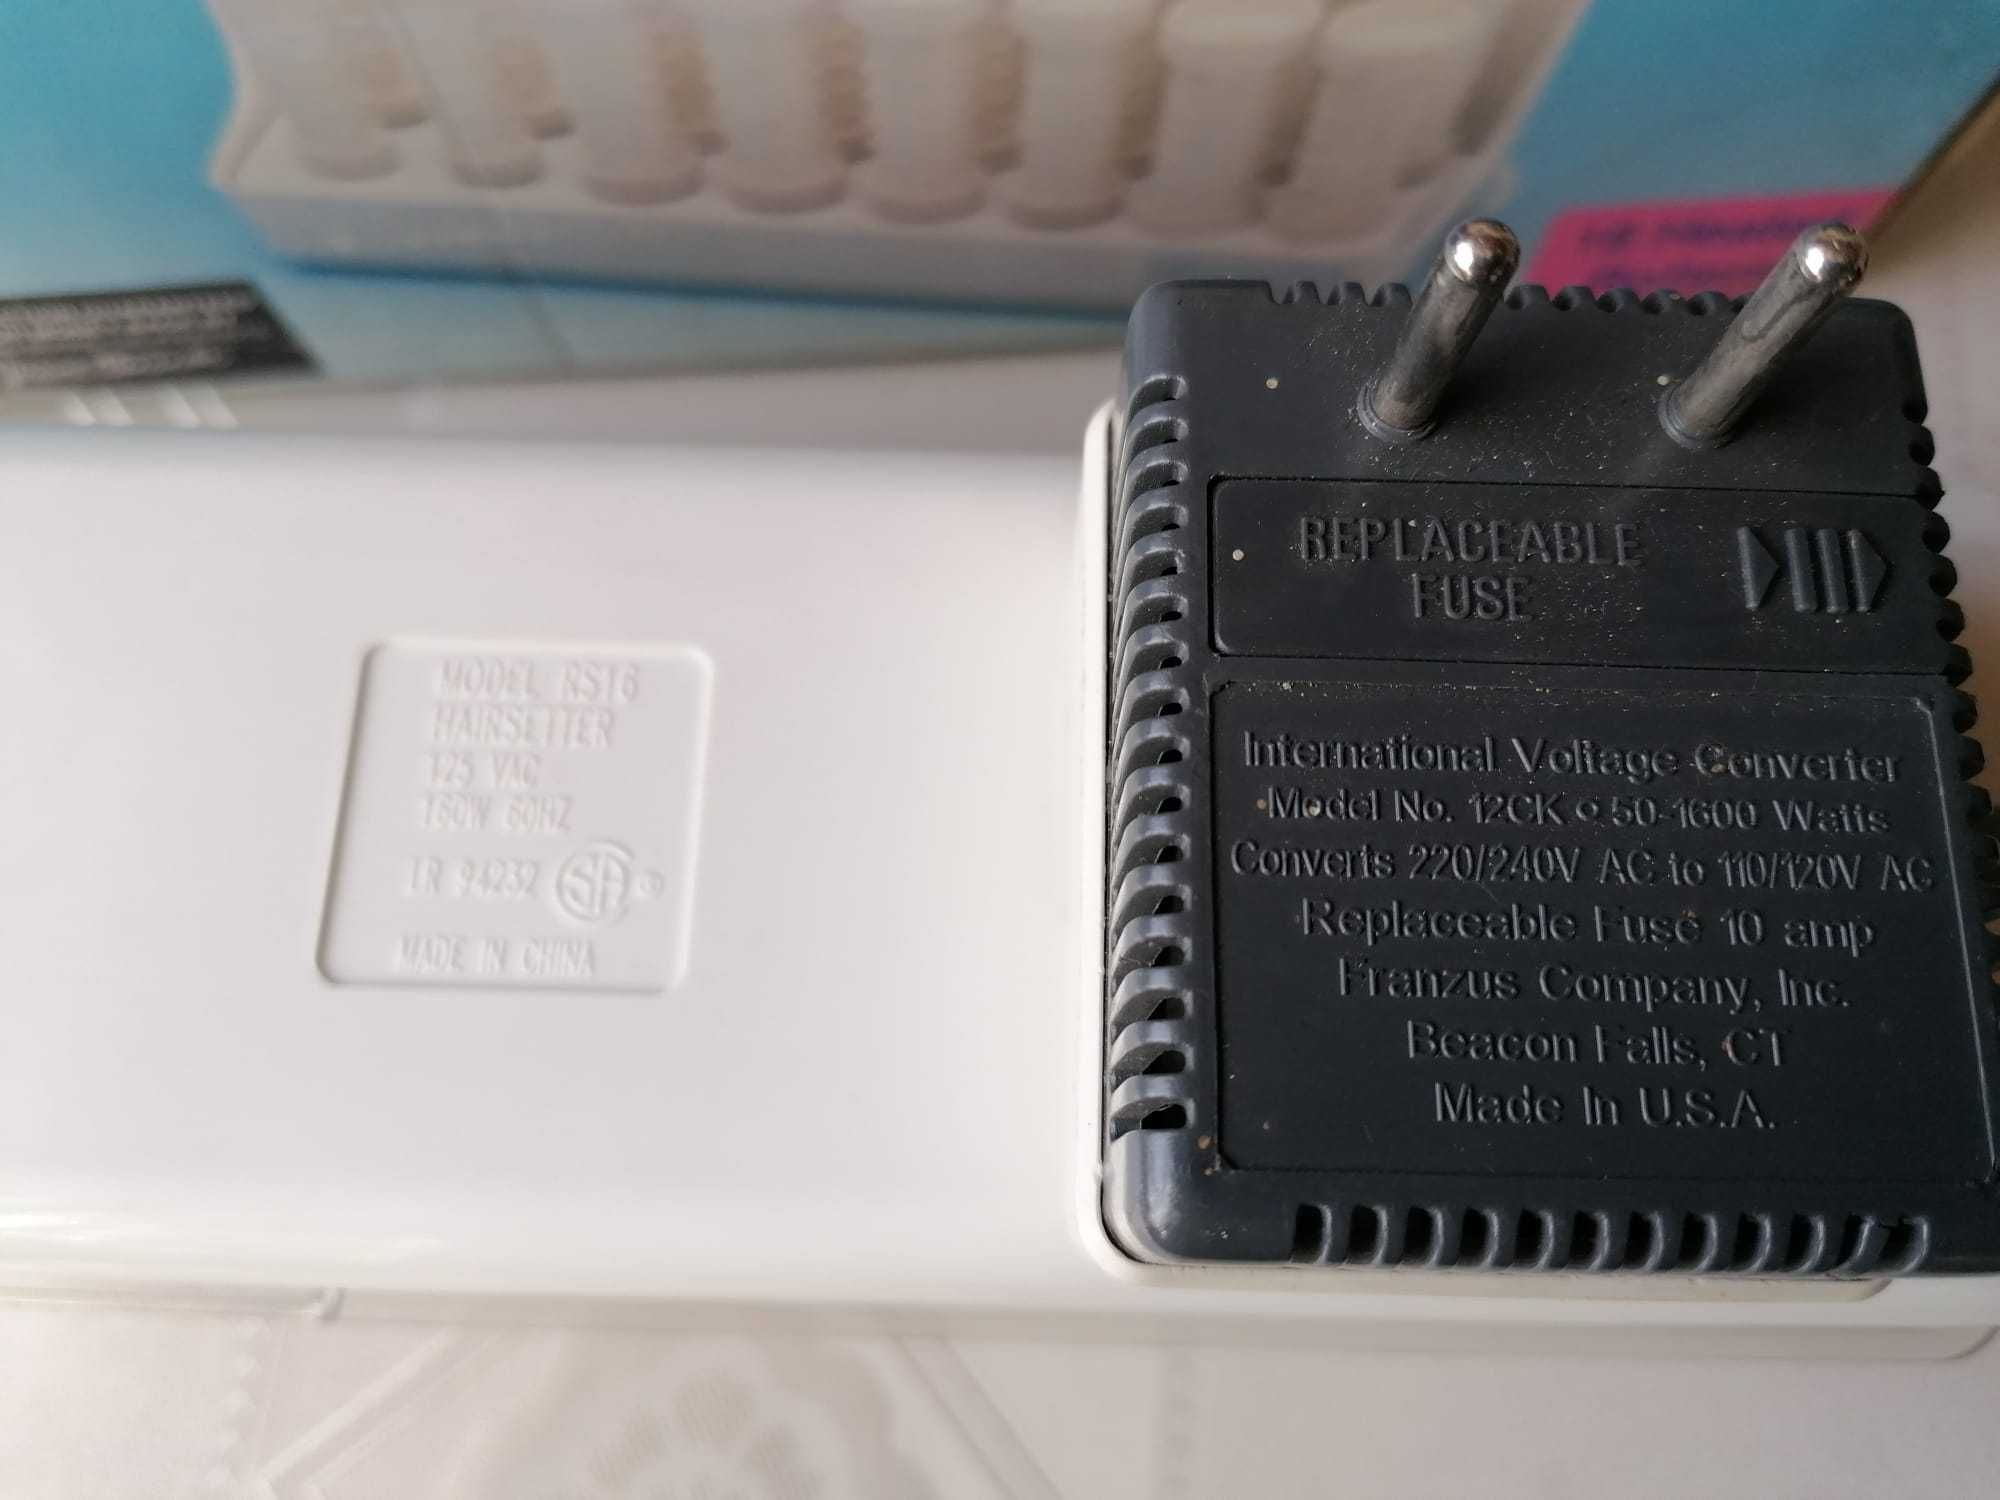 MODEL RS16
HAIRSETTER
125 VAC
160W 60HZ
LR 94232 SA ©
MADE IN CHINA
REPLACEABLE
FUSE
International Voltage Converter
Model No. 12CK • 50-1600 Watts
Converts 220/240V AC to 110/120V AC
Replaceable Fuse 10 amp
Franzus Company, Inc.
Beacon Falls, CT
Made In U.S.A.